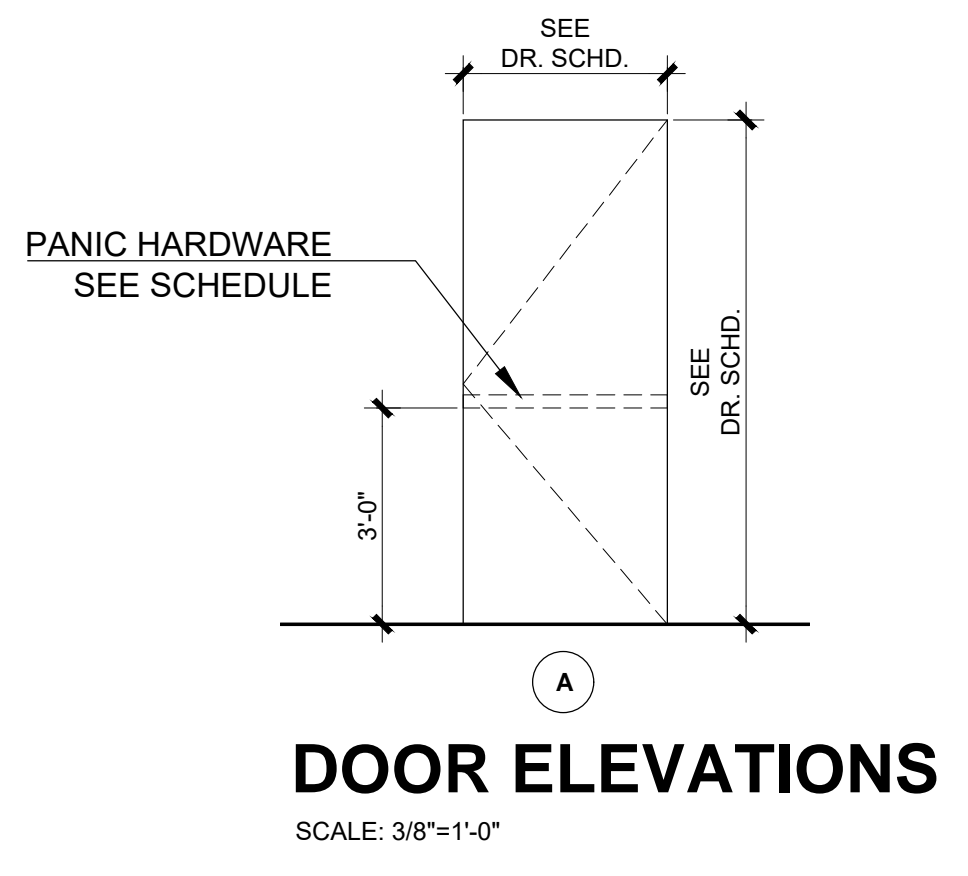 SEE
DR. SCHD.
PANIC HARDWARE
SEE SCHEDULE
SEE
DR. SCHD.
3'-0"
A
DOOR ELEVATIONS
SCALE: 3/8"=1'-0"